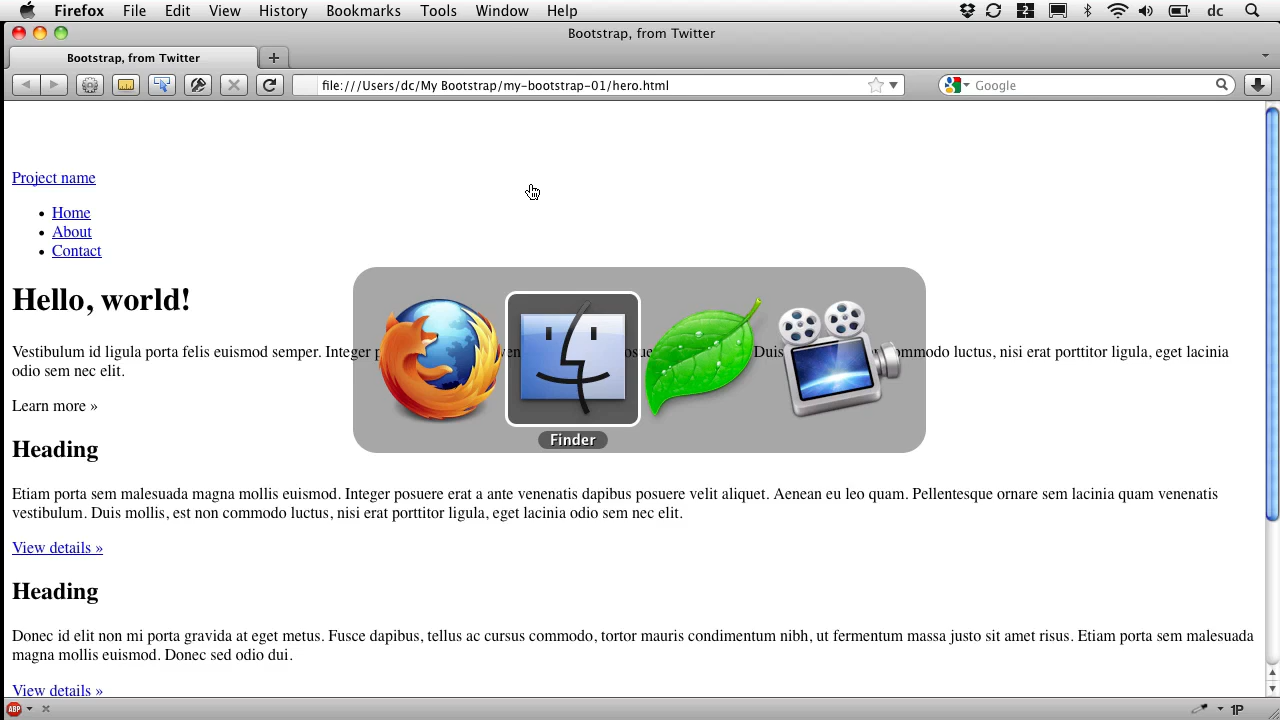 Firefox File Edit View History Bookmarks Tools Window Help 2 dc
Bootstrap, from Twitter
Bootstrap, from Twitter
file:///Users/dc/My Bootstrap/my-bootstrap-01/hero.html Google
Project name
Home
About
Contact
Hello, world!
Vestibulum id ligula porta felis euismod semper. Integer Duis commodo luctus, nisi erat porttitor ligula, eget lacinia
odio sem nec elit.
Learn more »
Finder
Heading
Etiam porta sem malesuada magna mollis euismod. Integer posuere erat a ante venenatis dapibus posuere velit aliquet. Aenean eu leo quam. Pellentesque ornare sem lacinia quam venenatis
vestibulum. Duis mollis, est non commodo luctus, nisi erat porttitor ligula, eget lacinia odio sem nec elit.
View details »
Heading
Donec id elit non mi porta gravida at eget metus. Fusce dapibus, tellus ac cursus commodo, tortor mauris condimentum nibh, ut fermentum massa justo sit amet risus. Etiam porta sem malesuada
magna mollis euismod. Donec sed odio dui.
View details »
ABP 1P